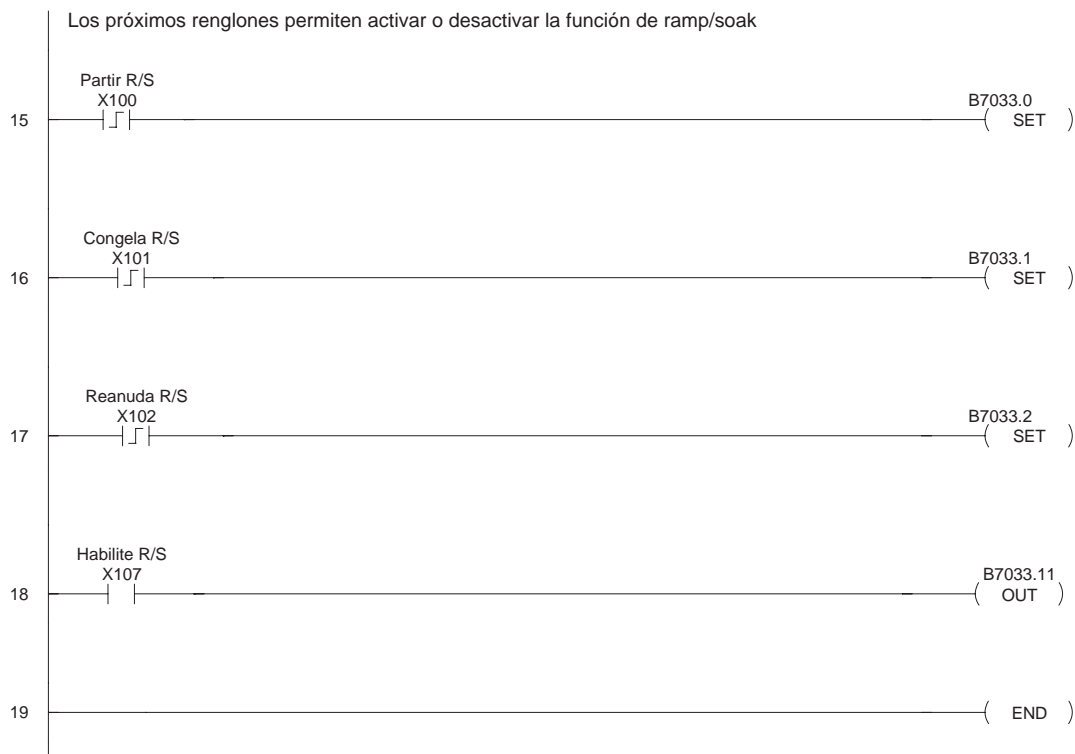 Los próximos renglones permiten activar o desactivar la función de ramp/soak
Partir R/S
X100
B7033.0
15
SET
Congela R/S
X101
B7033.1
16
SET
Reanuda R/S
X102
B7033.2
17
SET
Habilite R/S
X107
B7033.11
18
OUT
19
END